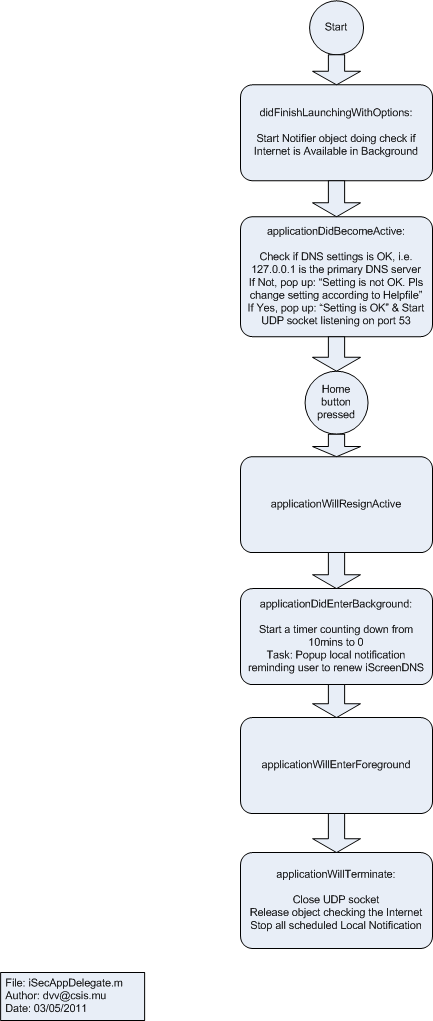 Start
didFinishLaunchingWithOptions:
Start Notifier object doing check if
Internet is Available in Background
applicationDidBecomeActive:
Check if DNS settings is OK, i.e.
127.0.0.1 is the primary DNS server
If Not, pop up: “Setting is not OK. Pls
change setting according to Helpfile”
If Yes, pop up: “Setting is OK” & Start
UDP socket listening on port 53
Home
button
pressed
applicationWillResignActive
applicationDidEnterBackground:
Start a timer counting down from
10mins to 0
Task: Popup local notification
reminding user to renew iScreenDNS
applicationWillEnterForeground
applicationWillTerminate:
Close UDP socket
Release object checking the Internet
Stop all scheduled Local Notification
File: iSecAppDelegate.m
Author: dvv@csis.mu
Date: 03/05/2011